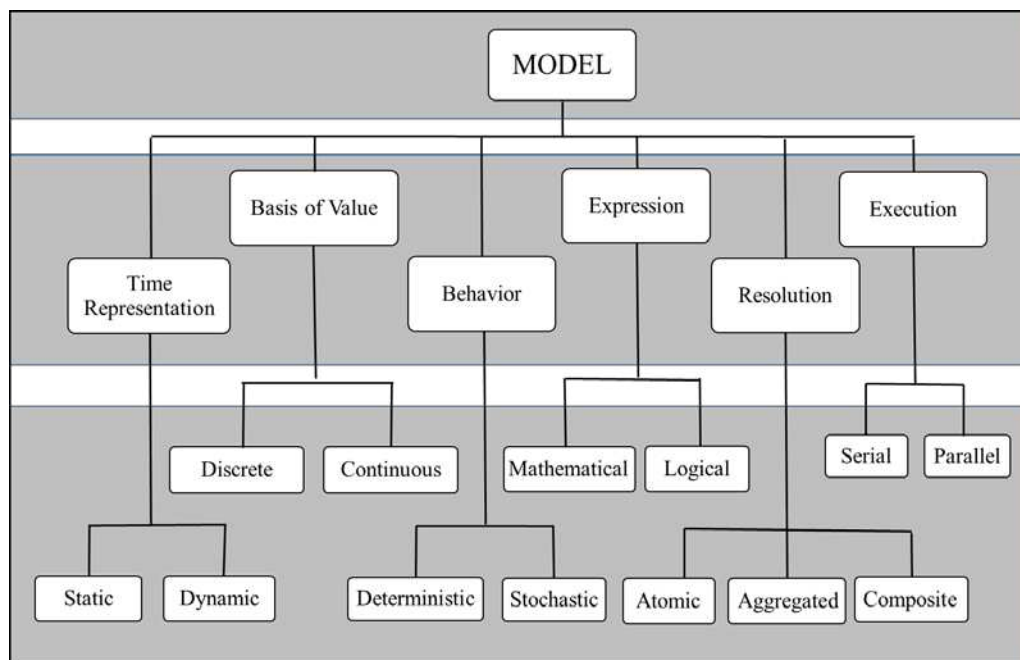 MODEL
Basis of Value
Expression
Execution
Time
Representation
Behavior
Resolution
Discrete
Continuous
Mathematical
Logical
Serial
Parallel
Static
Dynamic
Deterministic
Stochastic
Atomic
Aggregated
Composite